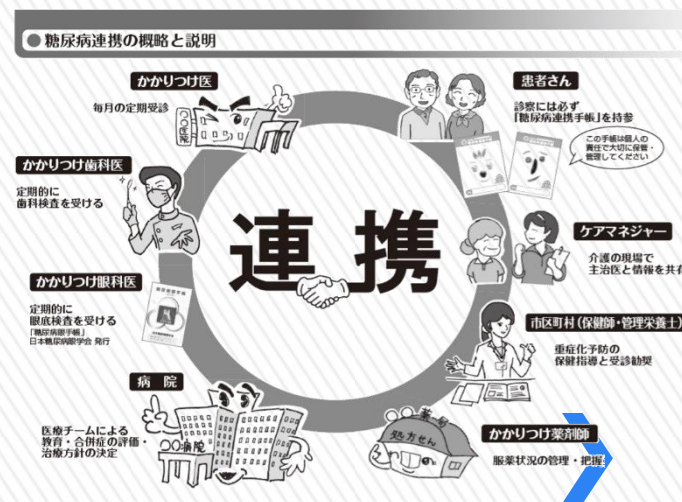 糖尿病連携の概略と説明
かかりつけ医
毎月の定期受診
〇〇医院
患者さん
診察には必ず
「糖尿病連携手帳」を持参
この手帳は個人の
責任で大切に保管・
管理してください
かかりつけ歯科医
定期的に
歯科検査を受ける
ケアマネジャー
介護の現場で
主治医と情報を共有
連携
かかりつけ眼科医
定期的に
眼底検査を受ける
「糖尿病眼手帳」
日本糖尿病眼学会 発行
市区町村(保健師・管理栄養士)
重症化予防の
保健指導と受診勧奨
病院
医療チームによる
教育・合併症の評価・
治療方針の決定
〇〇病院
薬局
処方せん
かかりつけ薬剤師
服薬状況の管理・把握